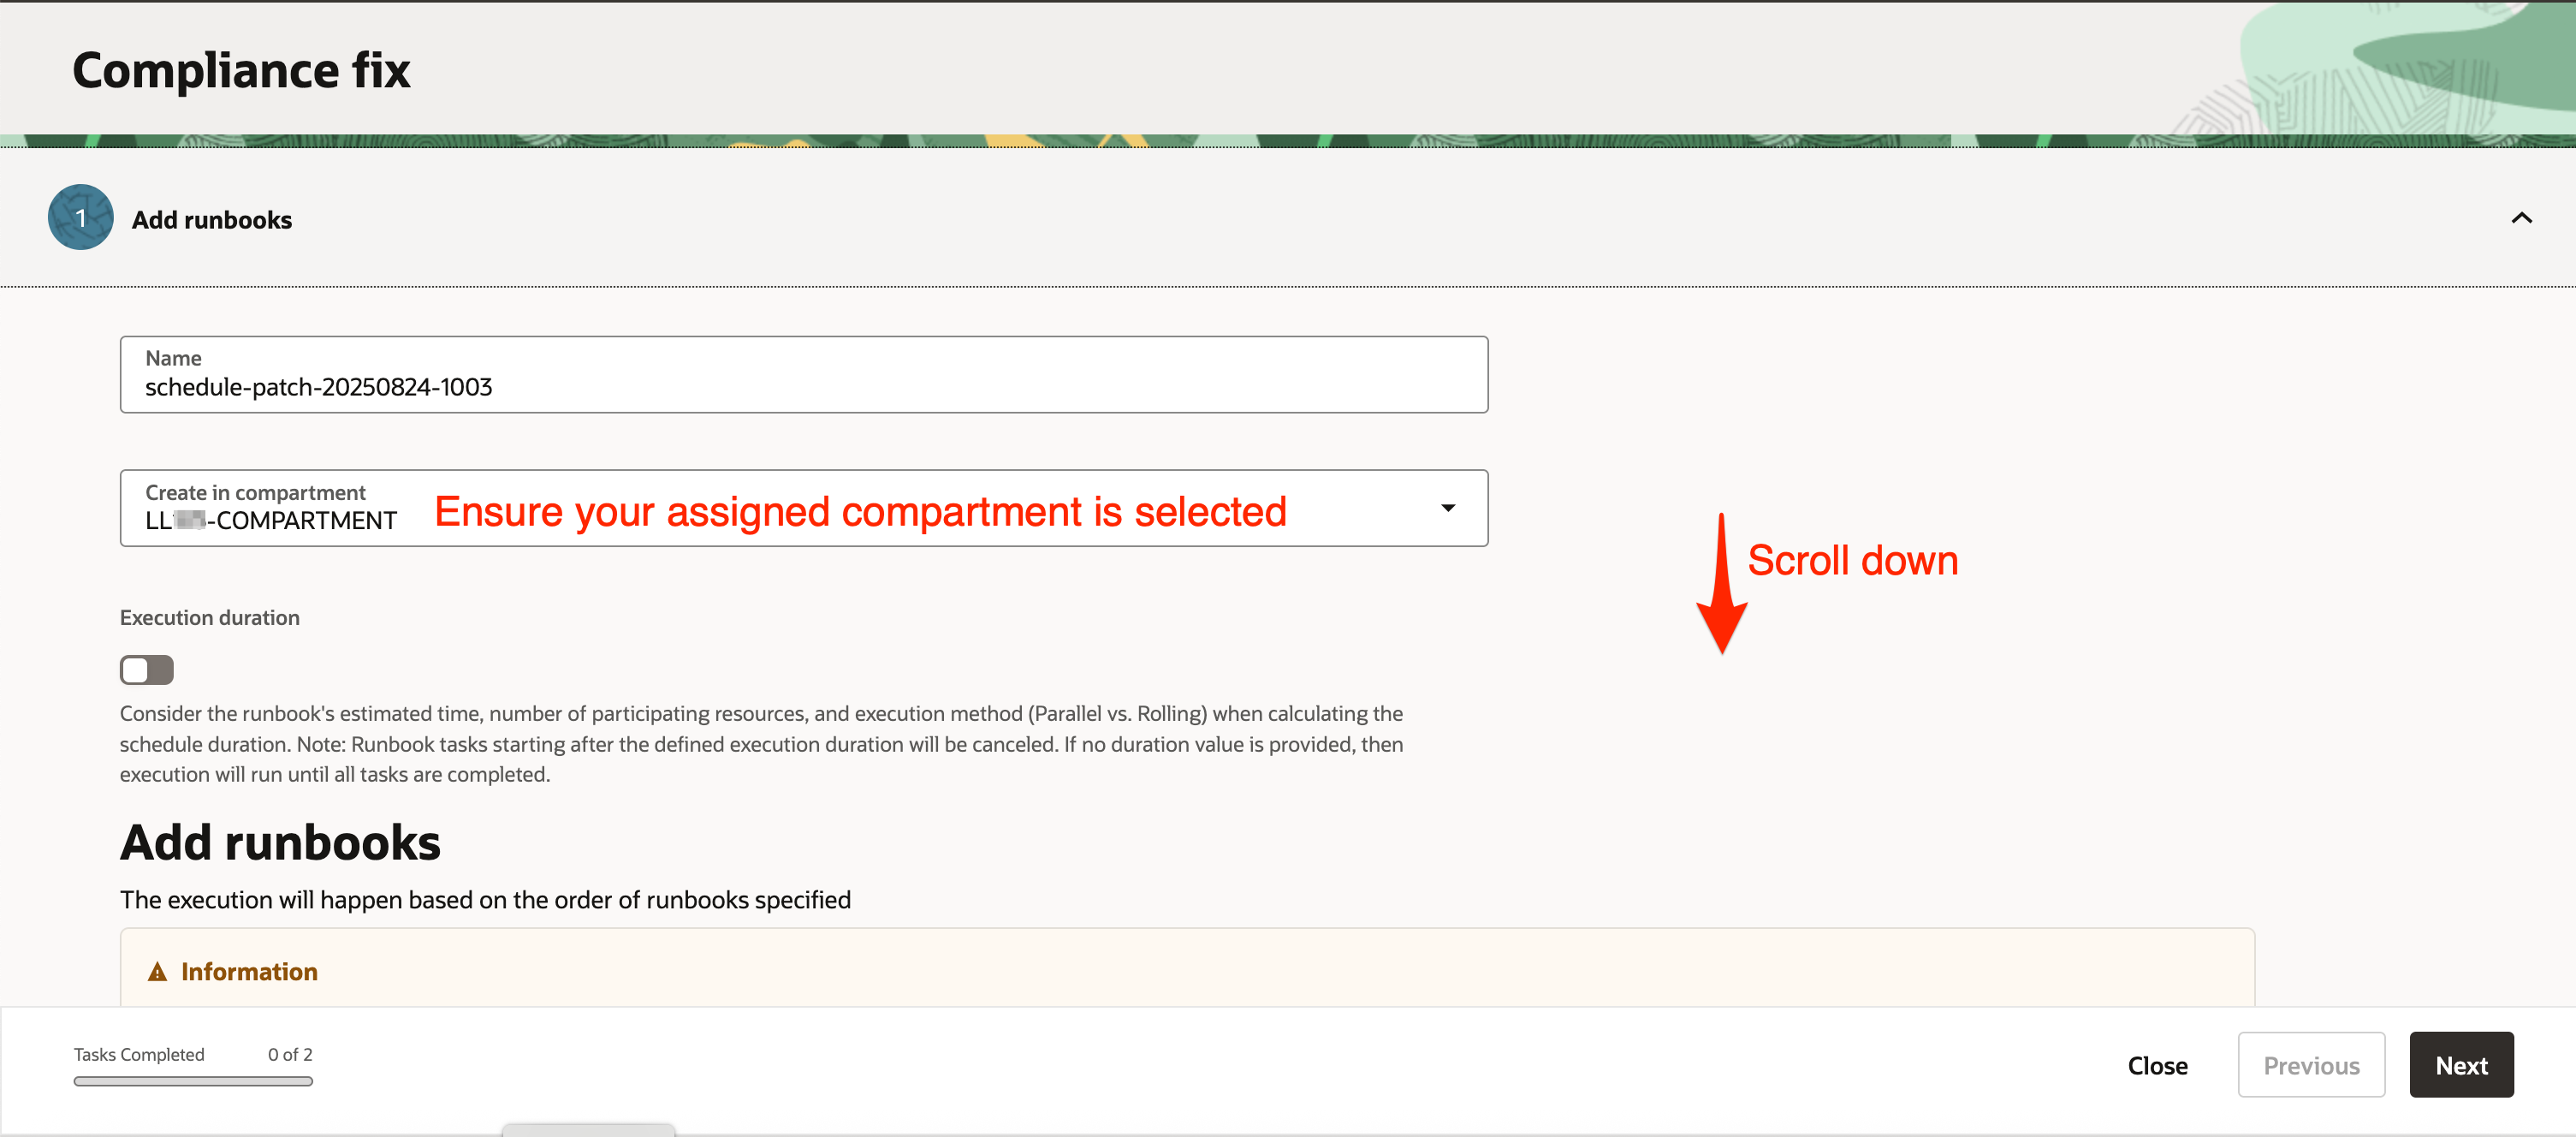 Compliance fix
1 Add runbooks
Name
schedule-patch-20250824-1003
Create in compartment
LL -COMPARTMENT
Ensure your assigned compartment is selected
Scroll down
Execution duration
Consider the runbook's estimated time, number of participating resources, and execution method (Parallel vs. Rolling) when calculating the
schedule duration. Note: Runbook tasks starting after the defined execution duration will be canceled. If no duration value is provided, then
execution will run until all tasks are completed.
Add runbooks
The execution will happen based on the order of runbooks specified
Information
Tasks Completed 0 of 2
Close Previous Next